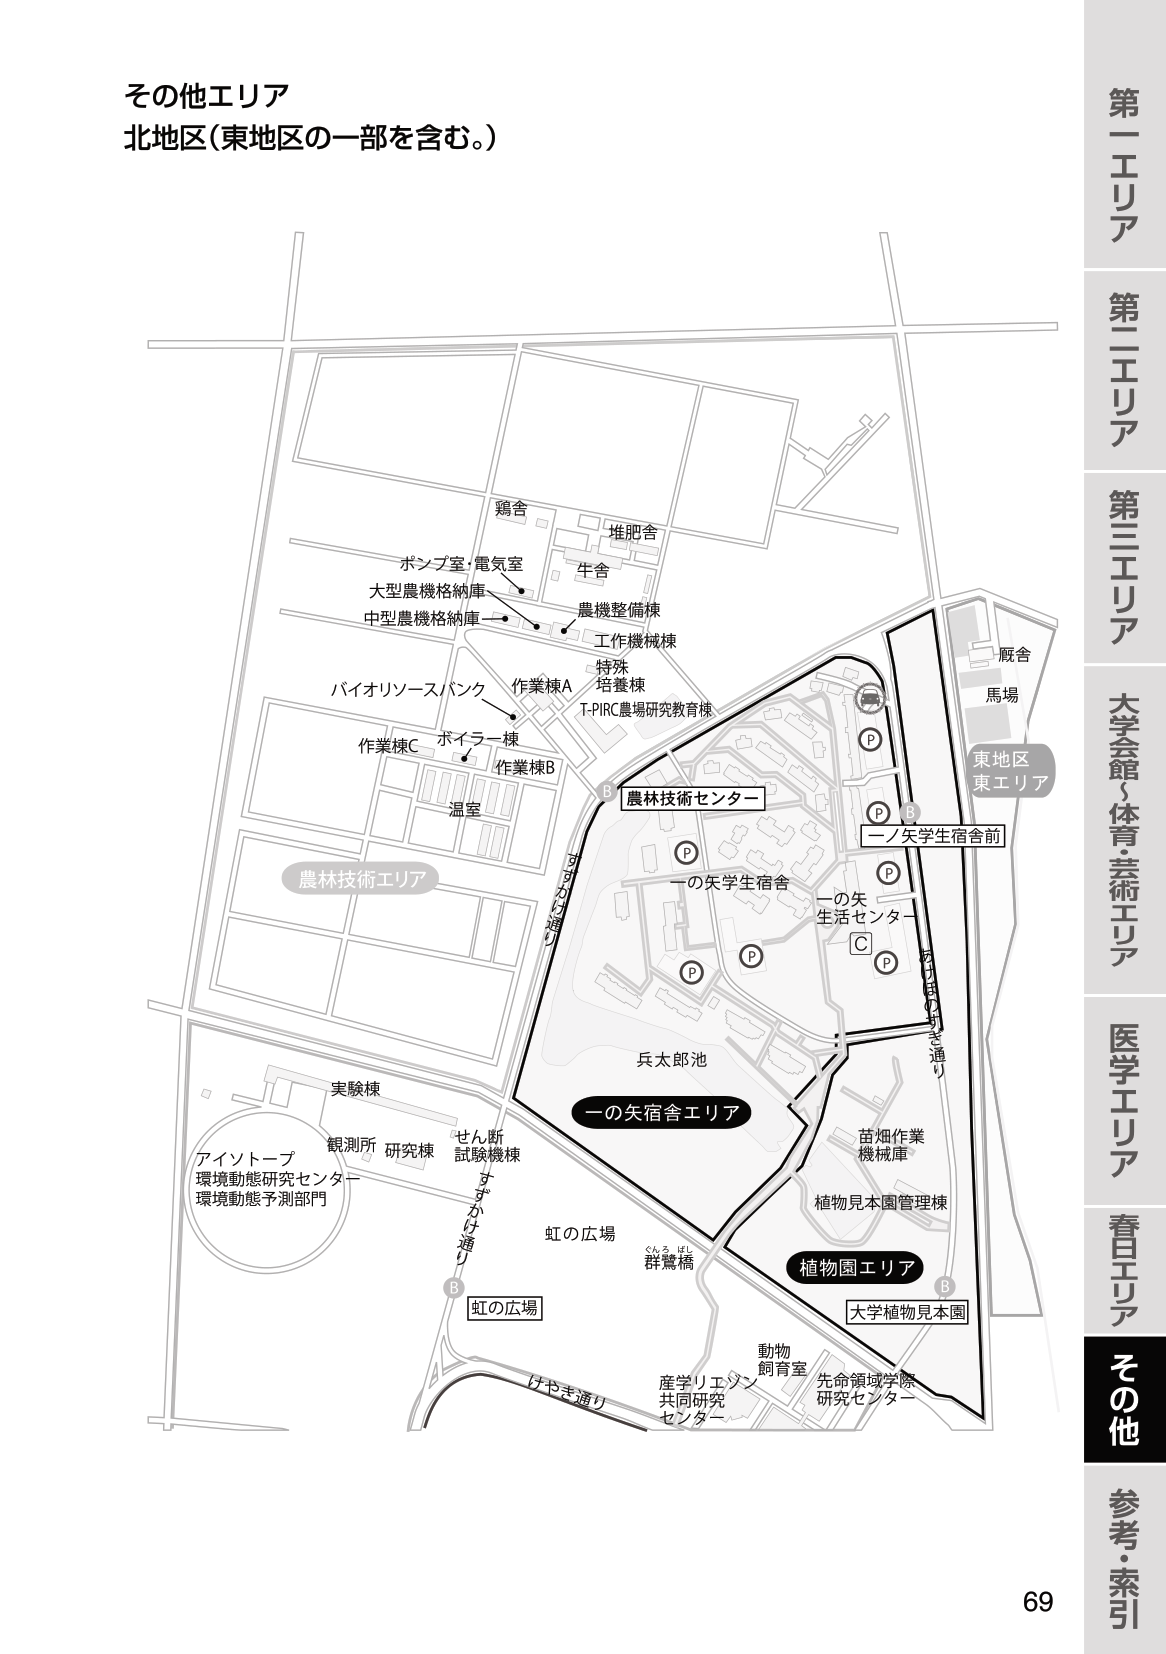 その他エリア
北地区（東地区の一部を含む。）
鶏舎
堆肥舎
ポンプ室・電気室
牛舎
大型農機格納庫
農機整備棟
中型農機格納庫
工作機械棟
厩舎
特殊
培養棟
バイオリソースバンク
作業棟A
馬場
T-PIRC農場研究教育棟
P
作業棟C
ボイラー棟
作業棟B
東地区
東エリア
B
農林技術センター
温室
P
B
一ノ矢学生宿舎前
P
すずかけ通り
農林技術エリア
一の矢学生宿舎
P
一の矢
生活センター
C
P
P
P
あけぼのすぎ通り
兵太郎池
実験棟
一の矢宿舎エリア
観測所
研究棟
せん断
試験機棟
苗畑作業
機械庫
アイソトープ
環境動態研究センター
環境動態予測部門
すずかけ通り
植物見本園管理棟
虹の広場
ぐんろ ばし
群鷺橋
植物園エリア
B
虹の広場
B
大学植物見本園
動物
飼育室
けやき通り
産学リエゾン
共同研究
センター
先命領域学際
研究センター
第一エリア
第二エリア
第三エリア
大学会館～体育・芸術エリア
医学エリア
春日エリア
その他
参考・索引
69